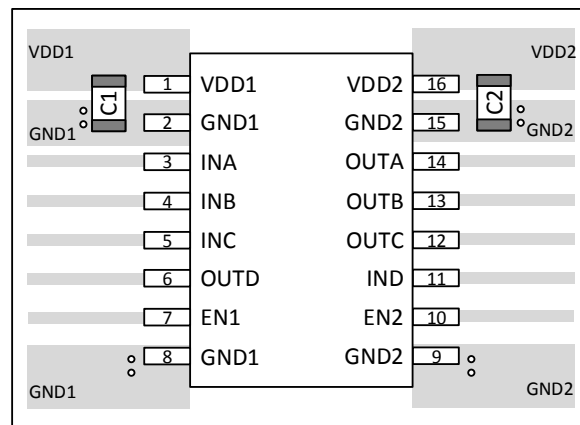 VDD1
VDD2
C1
1
VDD1
VDD2
16
C2
GND1
2
GND1
GND2
15
GND2
3
INA
OUTA
14
4
INB
OUTB
13
5
INC
OUTC
12
6
OUTD
IND
11
7
EN1
EN2
10
8
GND1
GND2
9
GND1
GND2